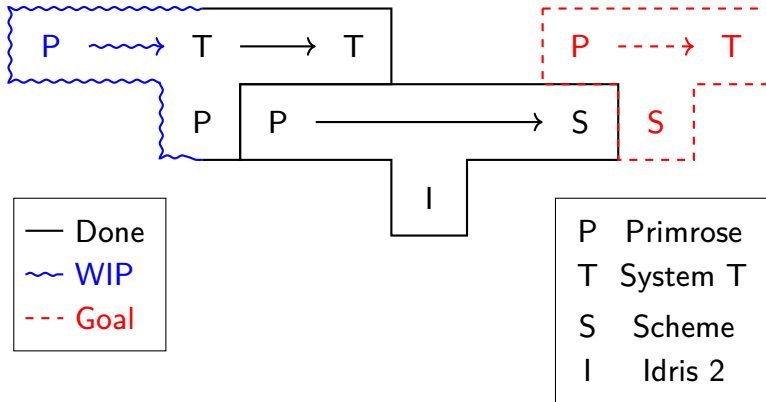 P T T P T
P P S S
I
Done
WIP
Goal
P Primrose
T System T
S Scheme
I Idris 2